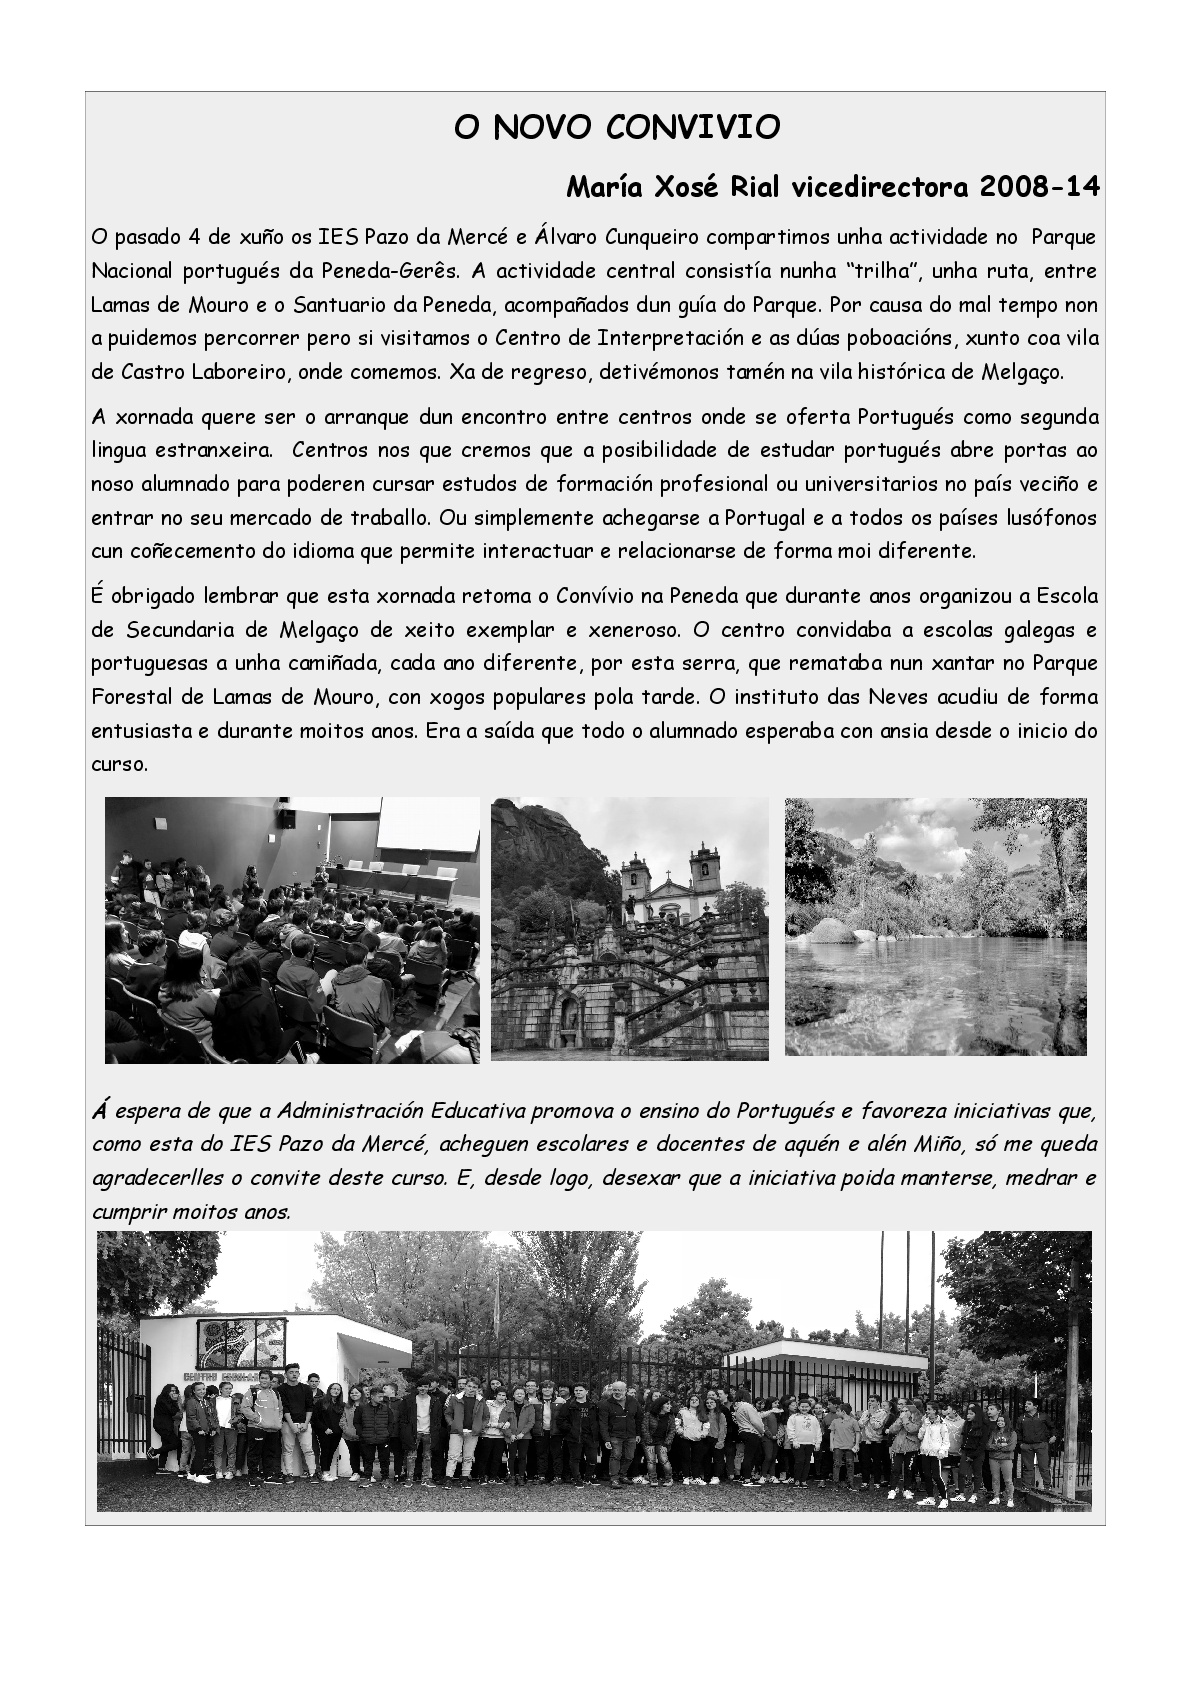 O NOVO CONVIVIO
María Xosé Rial vicedirectora 2008-14
O pasado 4 de xuño os IES Pazo da Mercé e Álvaro Cunqueiro compartimos unha actividade no Parque
Nacional portugués da Peneda-Gerês. A actividade central consistía nunha “trilha”, unha ruta, entre
Lamas de Mouro e o Santuario da Peneda, acompañados dun guía do Parque. Por causa do mal tempo non
a puidemos percorrer pero si visitamos o Centro de Interpretación e as dúas poboacións, xunto coa vila
de Castro Laboreiro, onde comemos. Xa de regreso, detivémonos tamén na vila histórica de Melgaço.
A xornada quere ser o arranque dun encontro entre centros onde se oferta Portugués como segunda
lingua estranxeira. Centros nos que cremos que a posibilidade de estudar portugués abre portas ao
noso alumnado para poderen cursar estudos de formación profesional ou universitarios no país veciño e
entrar no seu mercado de traballo. Ou simplemente achegarse a Portugal e a todos os países lusófonos
cun coñecemento do idioma que permite interactuar e relacionarse de forma moi diferente.
É obrigado lembrar que esta xornada retoma o Convívio na Peneda que durante anos organizou a Escola
de Secundaria de Melgaço de xeito exemplar e xeneroso. O centro convidaba a escolas galegas e
portuguesas a unha camiñada, cada ano diferente, por esta serra, que remataba nun xantar no Parque
Forestal de Lamas de Mouro, con xogos populares pola tarde. O instituto das Neves acudiu de forma
entusiasta e durante moitos anos. Era a saída que todo o alumnado esperaba con ansia desde o inicio do
curso.
Á espera de que a Administración Educativa promova o ensino do Portugués e favoreza iniciativas que,
como esta do IES Pazo da Mercé, acheguen escolares e docentes de aquén e alén Miño, só me queda
agradecerlles o convite deste curso. E, desde logo, desexar que a iniciativa poida manterse, medrar e
cumprir moitos anos.
CENTRO